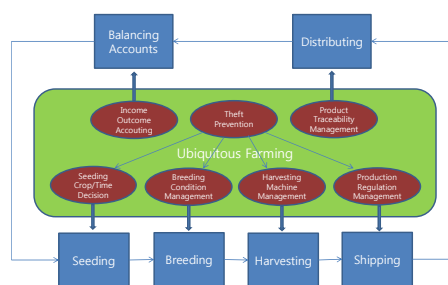 Balancing
Accounts
Distributing
Income
Outcome
Accouting
Theft
Prevention
Product
Traceability
Management
Ubiquitous Farming
Seeding
Crop/Time
Decision
Breeding
Condition
Management
Harvesting
Machine
Management
Production
Regulation
Management
Seeding
Breeding
Harvesting
Shipping